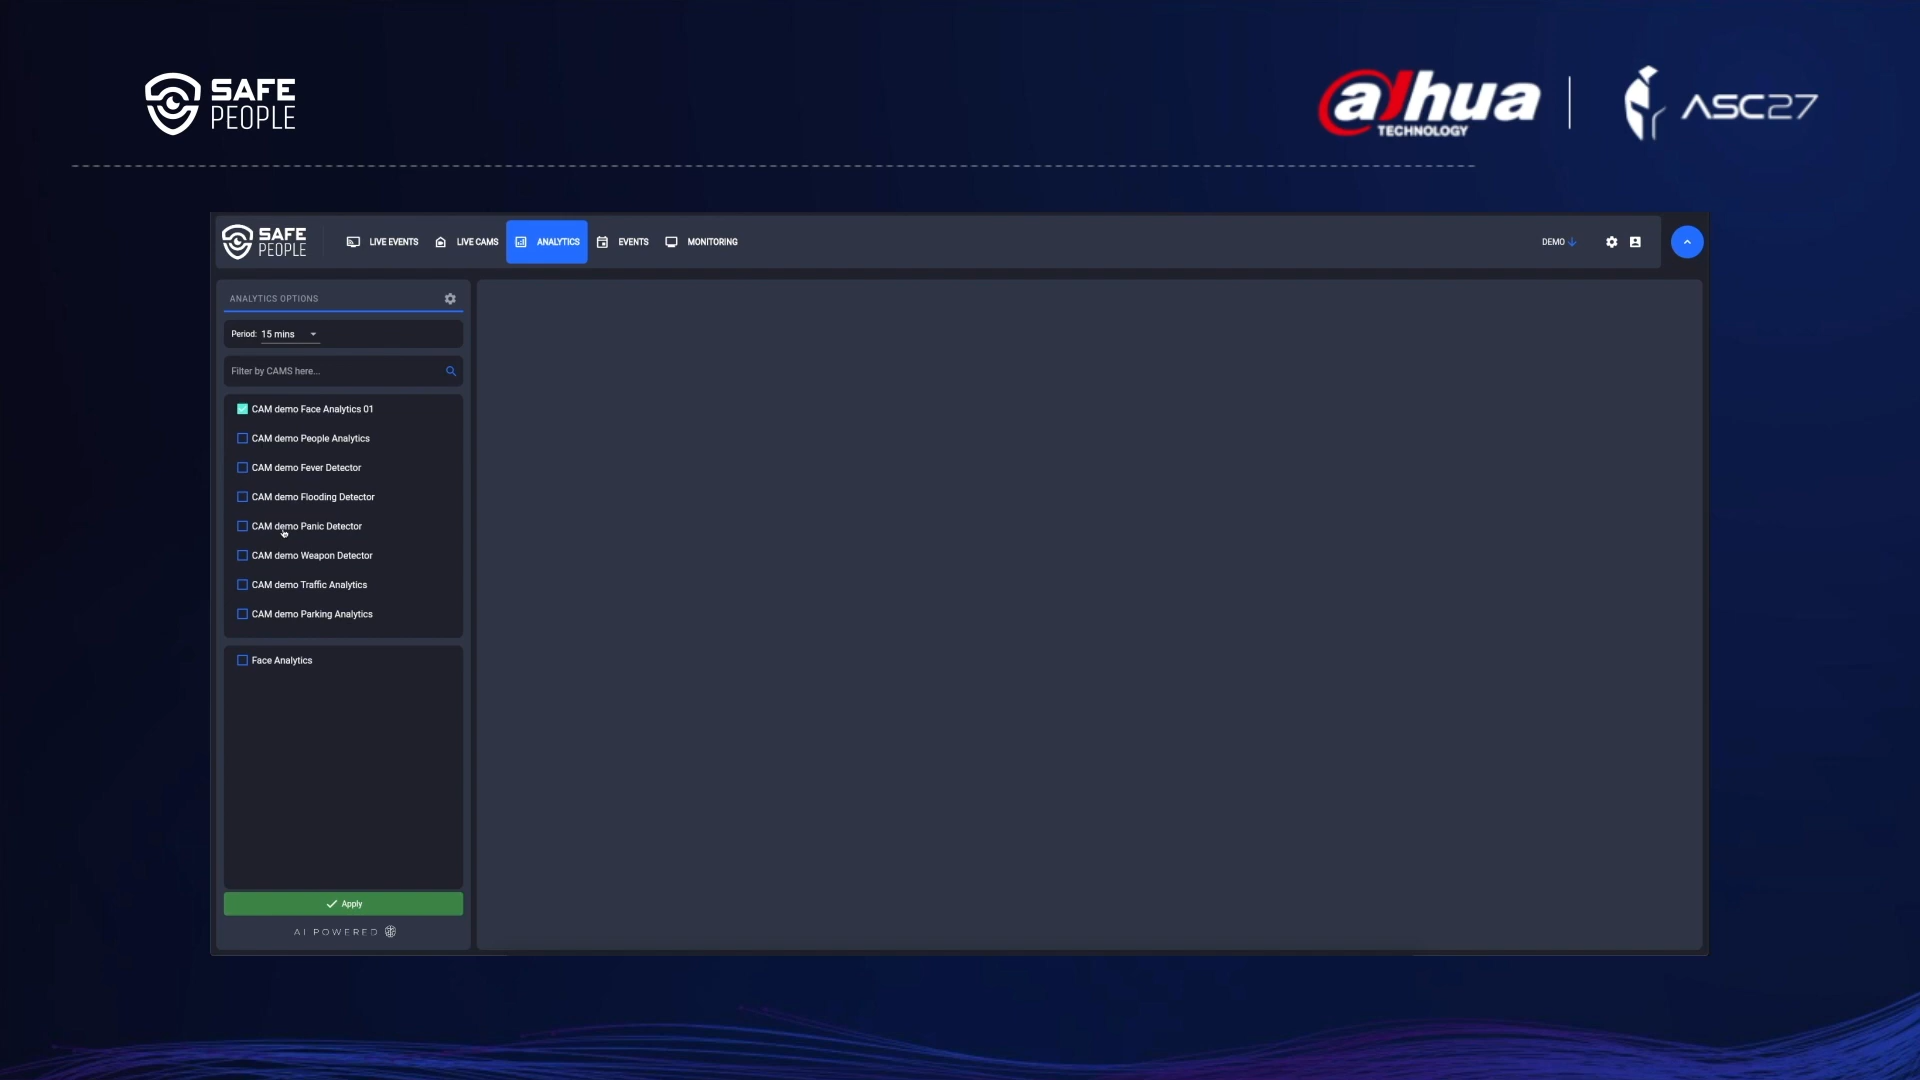 SAFE
PEOPLE
alhua
TECHNOLOGY
ASC27
SAFE
PEOPLE
LIVE EVENTS
LIVE CAMS
ANALYTICS
EVENTS
MONITORING
DEMO
ANALYTICS OPTIONS
Period: 15 mins
Filter by CAMS here...
CAM demo Face Analytics 01
CAM demo People Analytics
CAM demo Fever Detector
CAM demo Flooding Detector
CAM demo Panic Detector
CAM demo Weapon Detector
CAM demo Traffic Analytics
CAM demo Parking Analytics
Face Analytics
Apply
AI POWERED